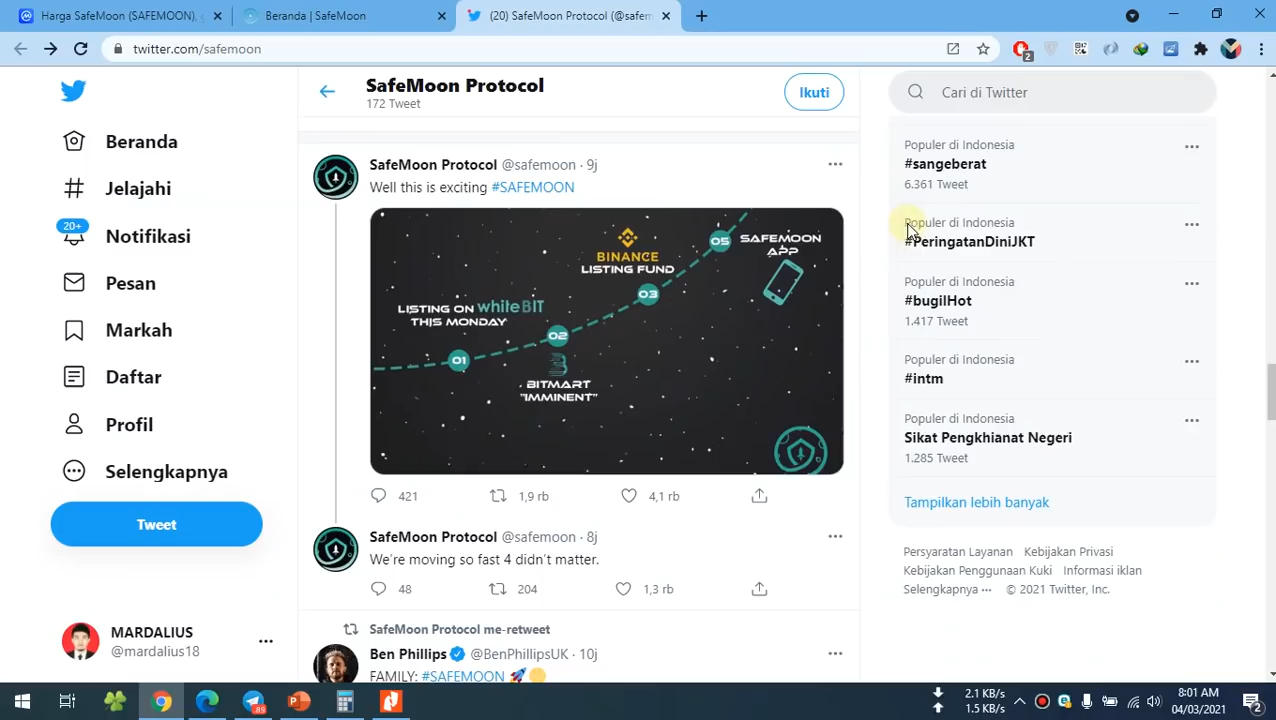 Harga SafeMoon (SAFEMOON),
Beranda | SafeMoon
(20) SafeMoon Protocol (@safem
twitter.com/safemoon
2
Beranda
Jelajahi
20+
Notifikasi
Pesan
Markah
Daftar
Profil
Selengkapnya
Tweet
MARDALIUS
@mardalius18
SafeMoon Protocol
172 Tweet
Ikuti
SafeMoon Protocol @safemoon · 9j
Well this is exciting #SAFEMOON
LISTING ON whiteBIT
THIS MONDAY
01
02
BITMART
"IMMINENT"
BINANCE
LISTING FUND
03
05
SAFEMOON
APP
421
1,9 rb
4,1 rb
SafeMoon Protocol @safemoon · 8j
We're moving so fast 4 didn't matter.
48
204
1,3 rb
SafeMoon Protocol me-retweet
Ben Phillips @BenPhillipsUK · 10j
FAMILY: #SAFEMOON 🚀🌕
Cari di Twitter
Populer di Indonesia
#sangeberat
6.361 Tweet
Populer di Indonesia
#PeringatanDiniJKT
Populer di Indonesia
#bugilHot
1.417 Tweet
Populer di Indonesia
#intm
Populer di Indonesia
Sikat Pengkhianat Negeri
1.285 Tweet
Tampilkan lebih banyak
Persyaratan Layanan Kebijakan Privasi
Kebijakan Penggunaan Kuki Informasi iklan
Selengkapnya ··· © 2021 Twitter, Inc.
89
2.1 KB/s
1.5 KB/s
8:01 AM
04/03/2021
2